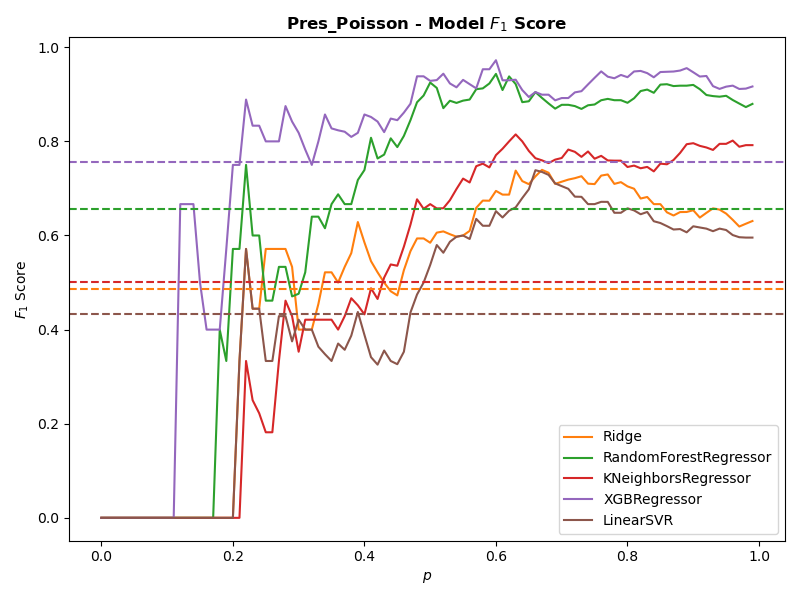 Pres_Poisson - Model F1 Score
F1 Score
1.0
0.8
0.6
0.4
0.2
0.0
0.0 0.2 0.4 0.6 0.8 1.0
p
Ridge
RandomForestRegressor
KNeighborsRegressor
XGBRegressor
LinearSVR